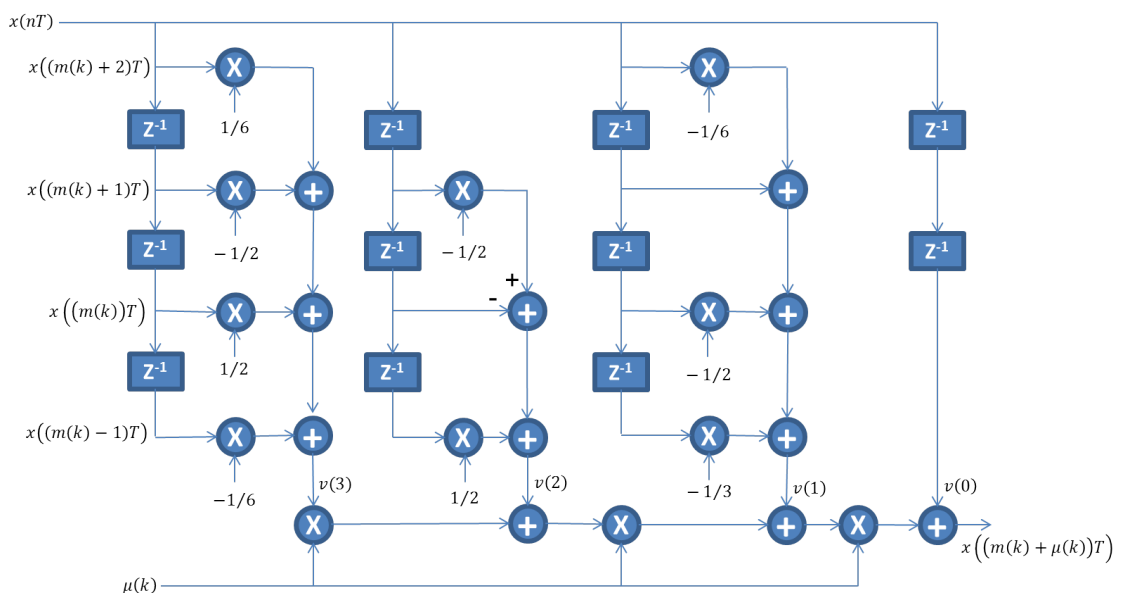 x(nT)
x((m(k) + 2)T)
X
X
1/6
−1/6
Z-1
Z-1
Z-1
Z-1
x((m(k) + 1)T)
X
+
X
+
− 1/2
− 1/2
Z-1
Z-1
Z-1
Z-1
+
-
x((m(k))T)
X
+
+
X
+
1/2
− 1/2
Z-1
Z-1
Z-1
x((m(k) − 1)T)
X
+
X
+
X
+
−1/6
v(3)
1/2
v(2)
− 1/3
v(1)
v(0)
X
+
X
+
X
+
x((m(k) + μ(k))T)
μ(k)